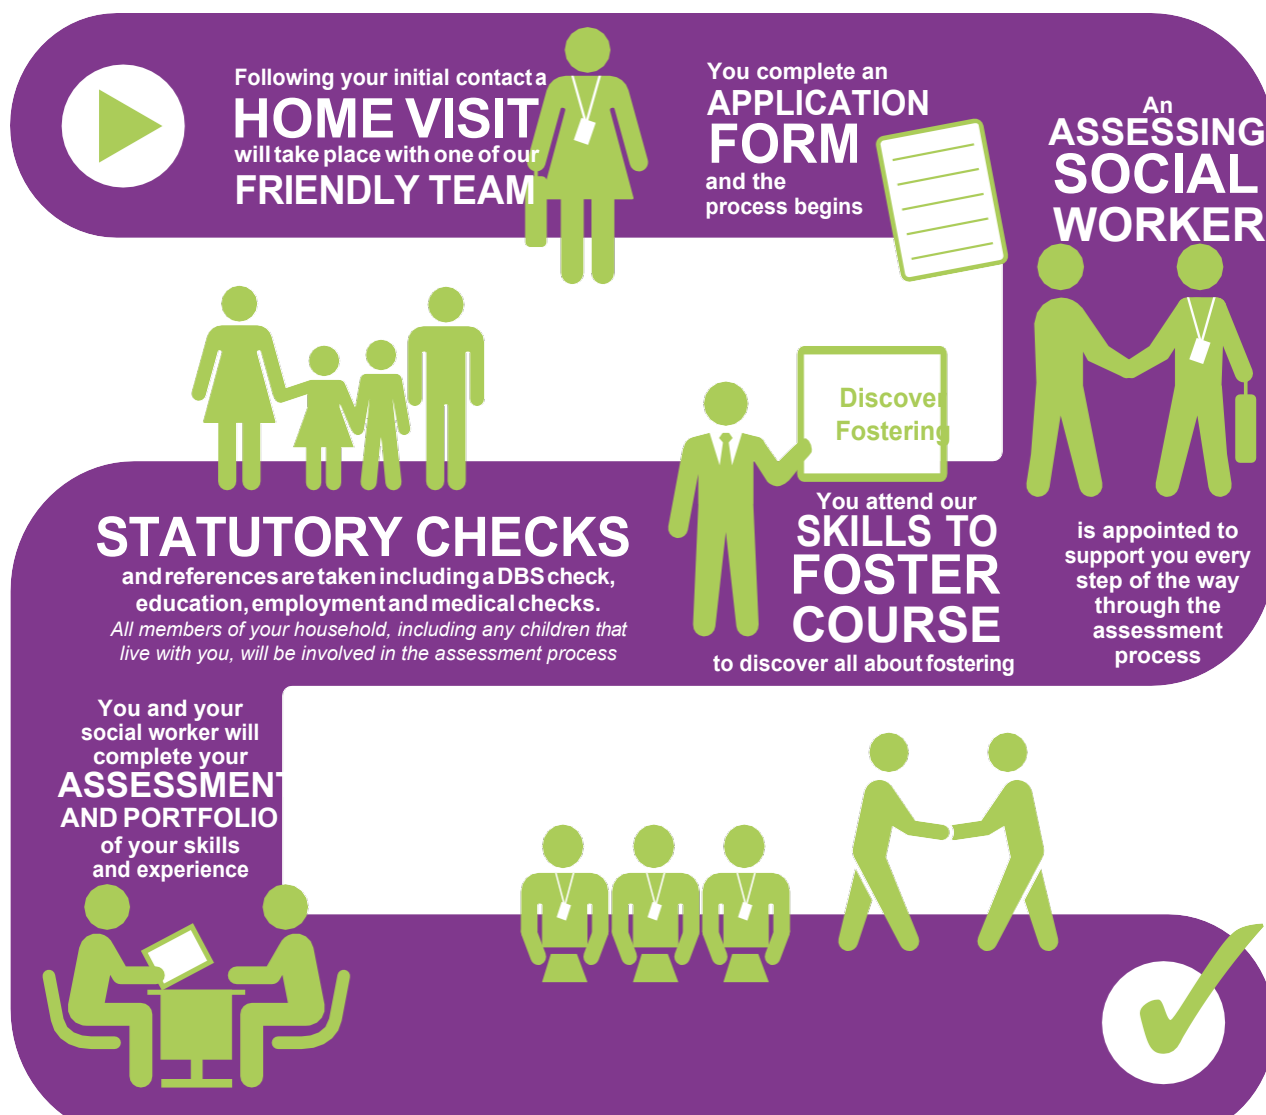 Following your initial contact a
HOME VISIT
will take place with one of our
FRIENDLY TEAM
You complete an
APPLICATION
FORM
and the
process begins
An
ASSESSING
SOCIAL
WORKER
is appointed to
support you every
step of the way
through the
assessment
process
Discover
Fostering
You attend our
SKILLS TO
FOSTER
COURSE
to discover all about fostering
STATUTORY CHECKS
and references are taken including a DBS check,
education, employment and medical checks.
All members of your household, including any children that
live with you, will be involved in the assessment process
You and your
social worker will
complete your
ASSESSMENT
AND PORTFOLIO
of your skills
and experience